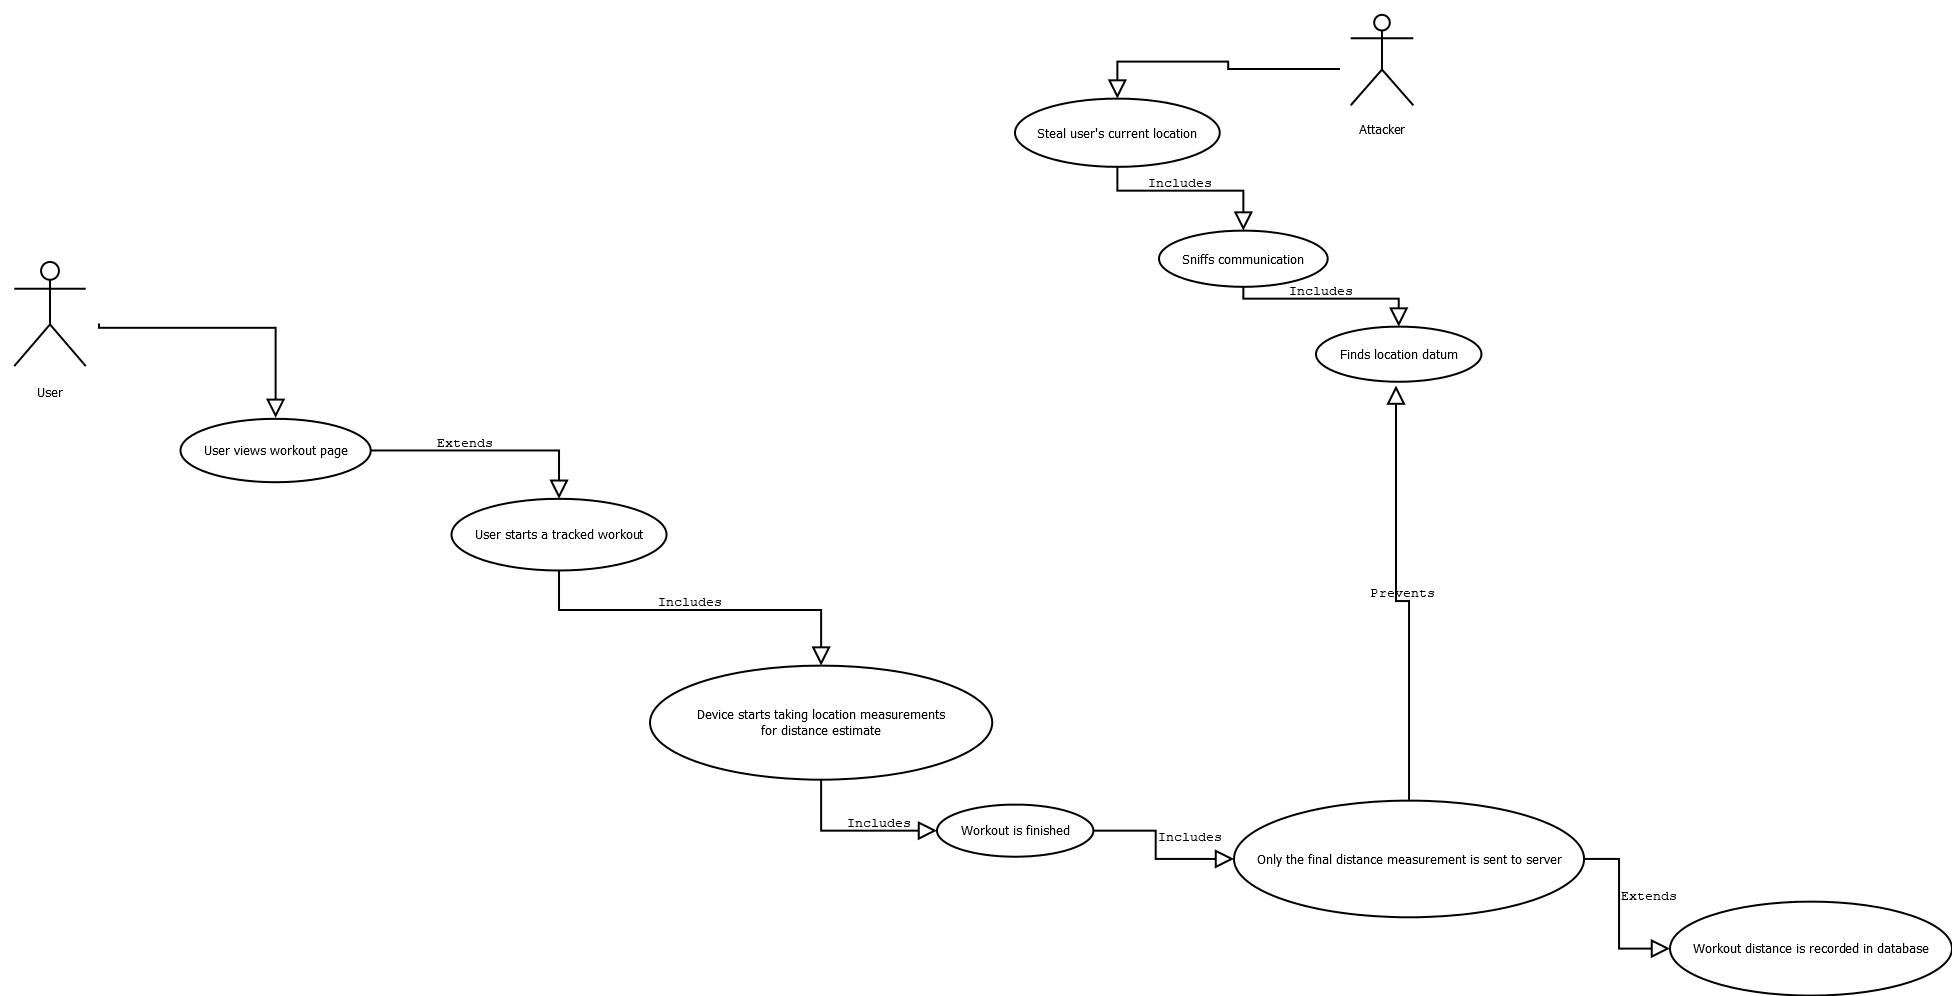 Attacker
Steal user's current location
Includes
Sniffs communication
Includes
Finds location datum
User
User views workout page
Extends
User starts a tracked workout
Includes
Prevents
Device starts taking location measurements
for distance estimate
Includes
Workout is finished
Includes
Only the final distance measurement is sent to server
Extends
Workout distance is recorded in database